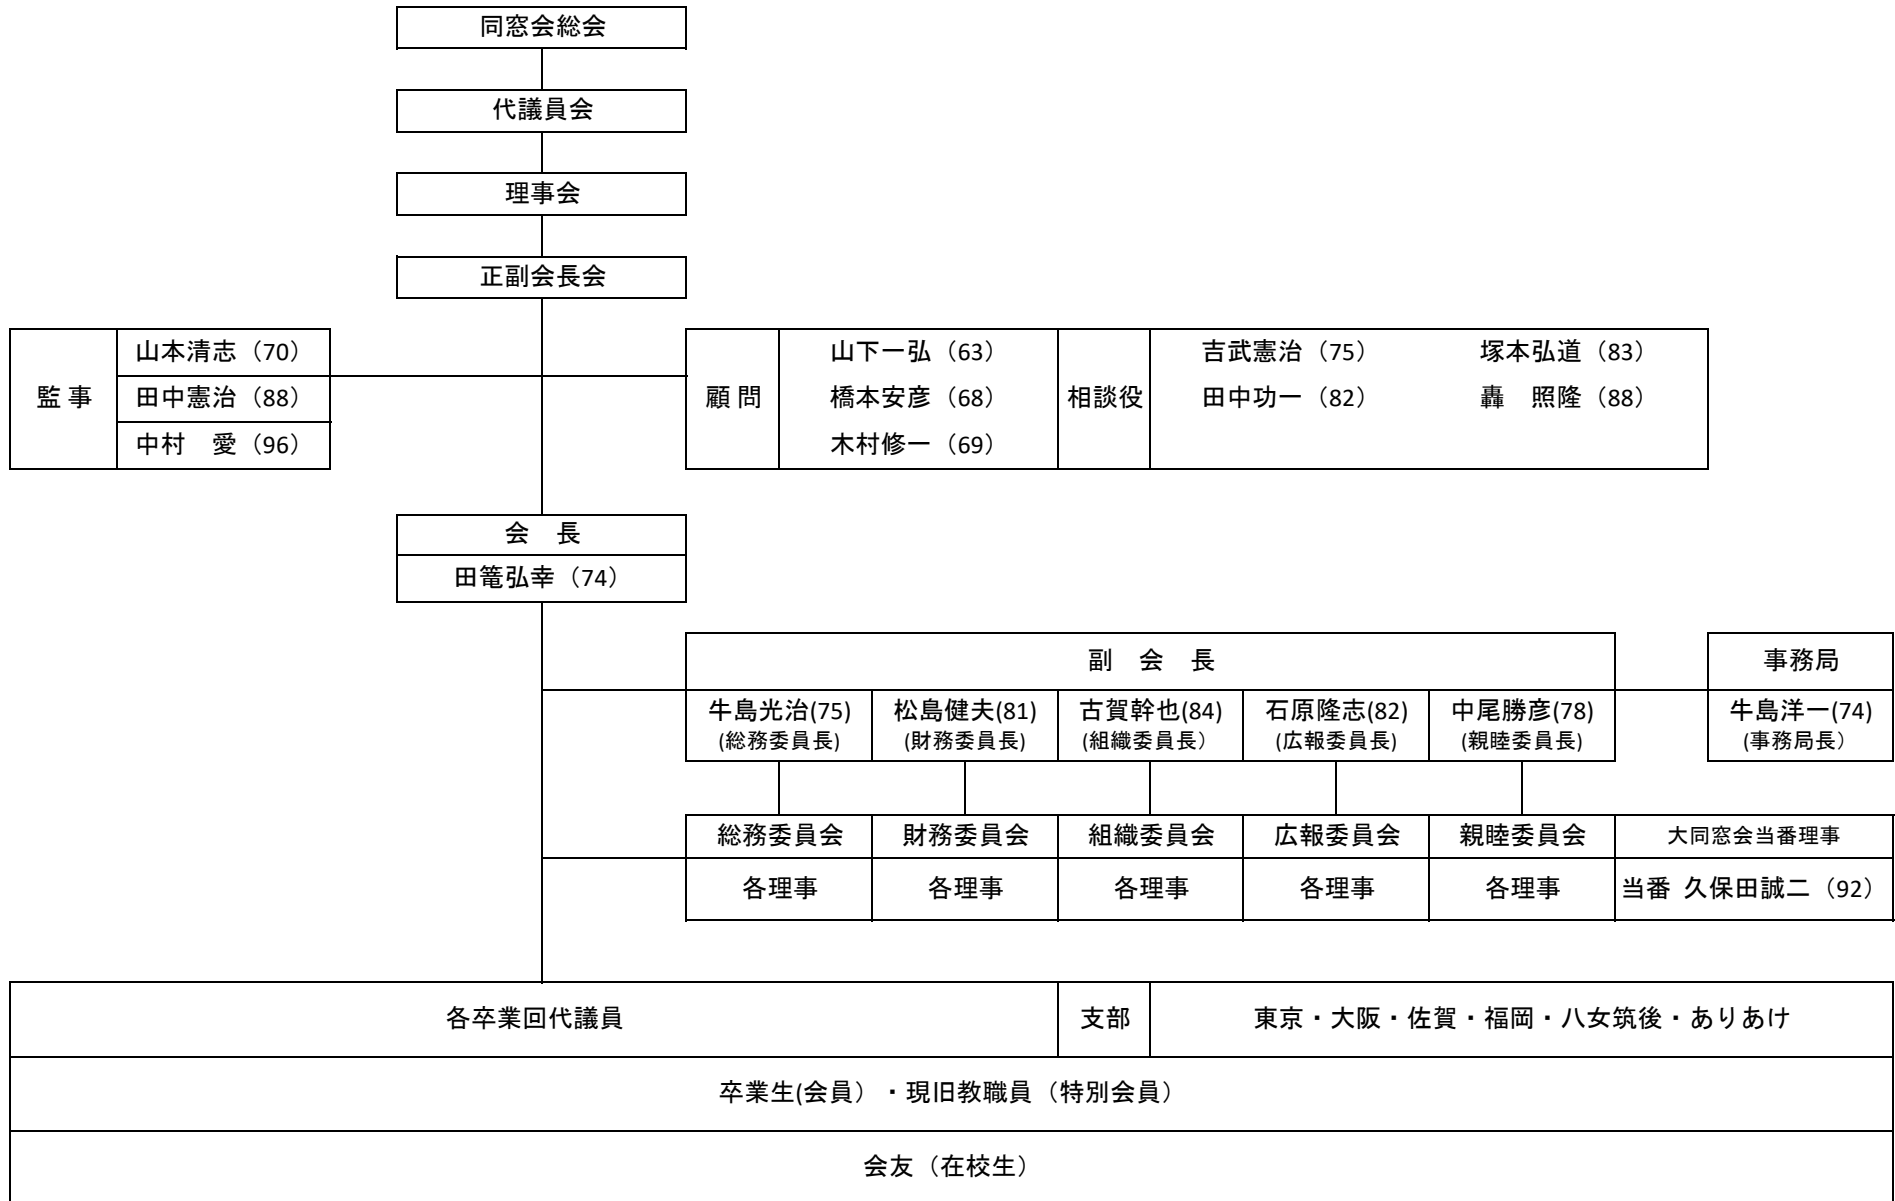 同窓会総会
代議員会
理事会
正副会長会
監事
山本清志（70）
田中憲治（88）
中村　愛（96）
顧問
山下一弘（63）
橋本安彦（68）
木村修一（69）
相談役
吉武憲治（75）
塚本弘道（83）
田中功一（82）
轟　照隆（88）
会　長
田篭弘幸（74）
副　会　長
事務局
牛島光治(75)
(総務委員長)
松島健夫(81)
(財務委員長)
古賀幹也(84)
(組織委員長）
石原隆志(82)
(広報委員長)
中尾勝彦(78)
(親睦委員長)
牛島洋一(74)
(事務局長）
総務委員会
財務委員会
組織委員会
広報委員会
親睦委員会
大同窓会当番理事
各理事
各理事
各理事
各理事
各理事
当番 久保田誠二（92）
各卒業回代議員
支部
東京・大阪・佐賀・福岡・八女筑後・ありあけ
卒業生(会員）・現旧教職員（特別会員）
会友（在校生）